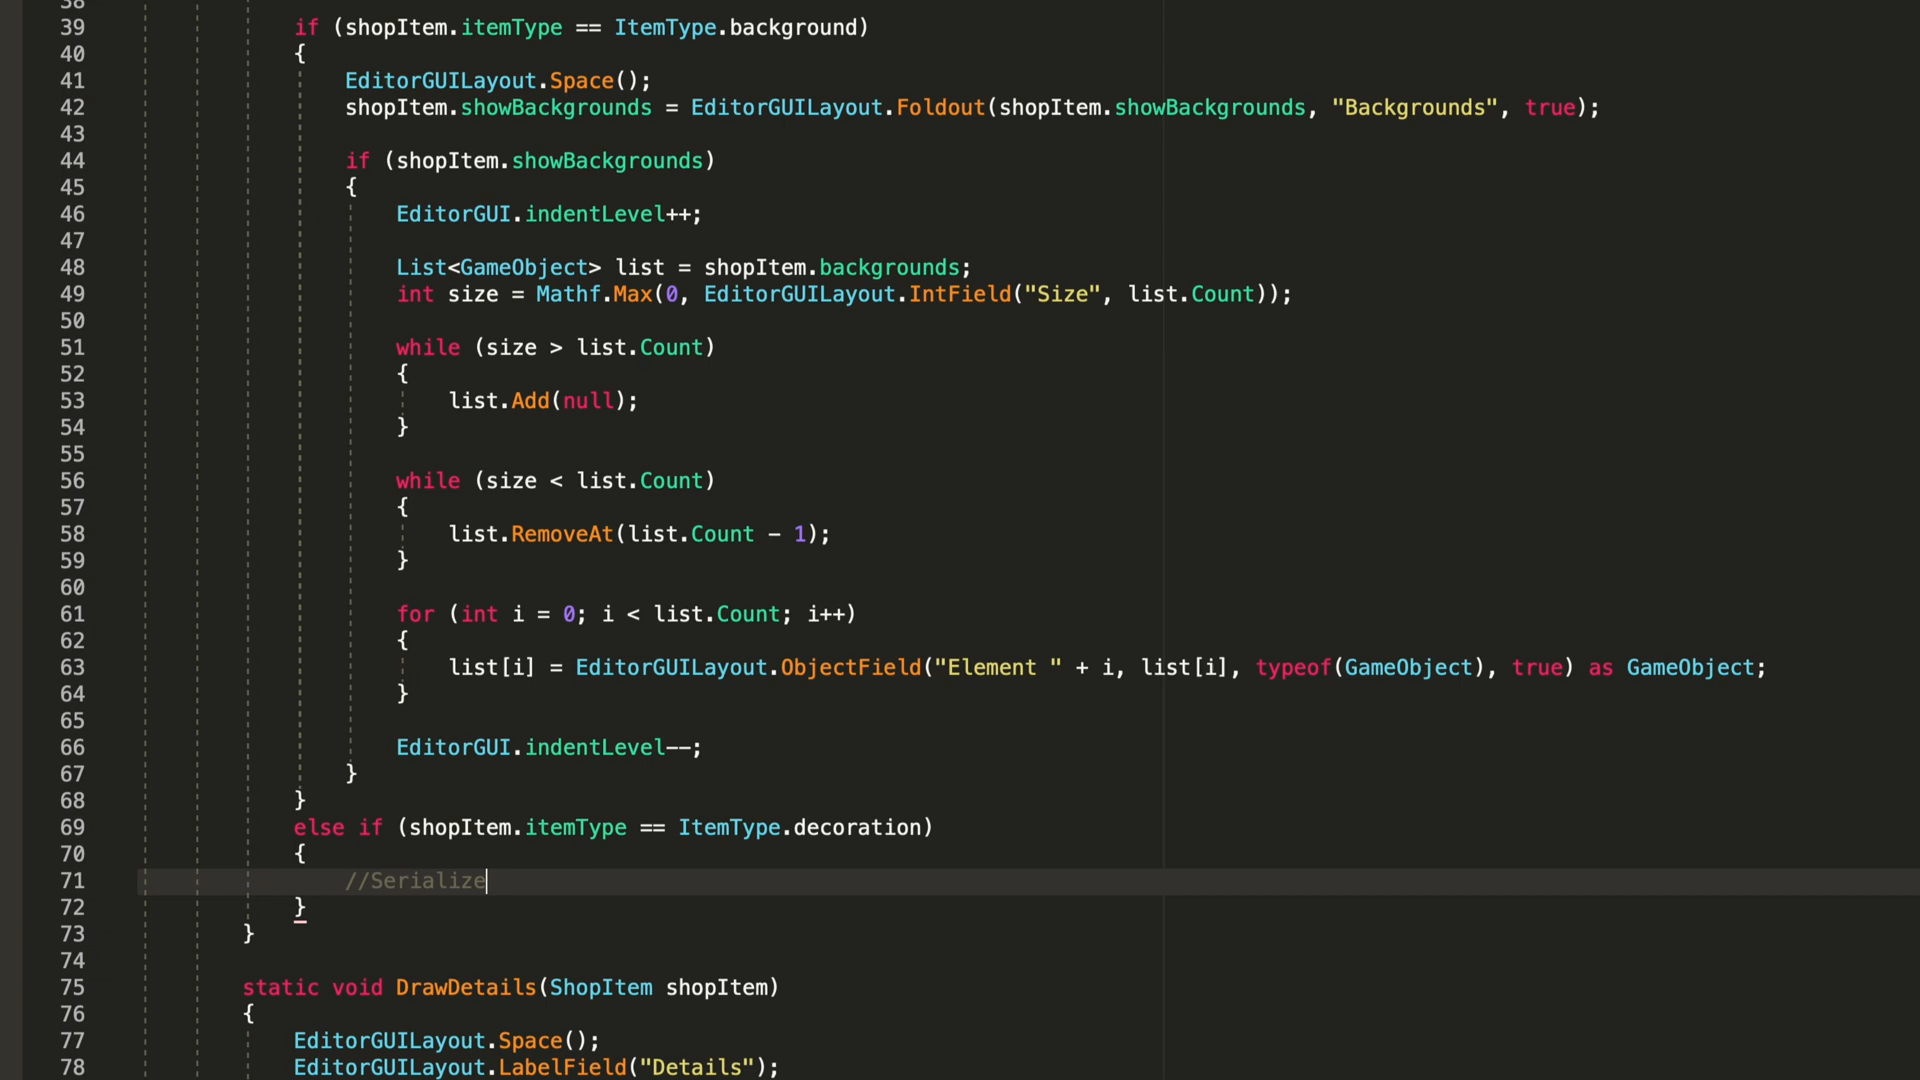 38
39 if (shopItem.itemType == ItemType.background)
40 {
41 EditorGUILayout.Space();
42 shopItem.showBackgrounds = EditorGUILayout.Foldout(shopItem.showBackgrounds, "Backgrounds", true);
43
44 if (shopItem.showBackgrounds)
45 {
46 EditorGUI.indentLevel++;
47
48 List<GameObject> list = shopItem.backgrounds;
49 int size = Mathf.Max(0, EditorGUILayout.IntField("Size", list.Count));
50
51 while (size > list.Count)
52 {
53 list.Add(null);
54 }
55
56 while (size < list.Count)
57 {
58 list.RemoveAt(list.Count - 1);
59 }
60
61 for (int i = 0; i < list.Count; i++)
62 {
63 list[i] = EditorGUILayout.ObjectField("Element " + i, list[i], typeof(GameObject), true) as GameObject;
64 }
65
66 EditorGUI.indentLevel--;
67 }
68 }
69 else if (shopItem.itemType == ItemType.decoration)
70 {
71 //Serialize
72 }
73 }
74
75 static void DrawDetails(ShopItem shopItem)
76 {
77 EditorGUILayout.Space();
78 EditorGUILayout.LabelField("Details");